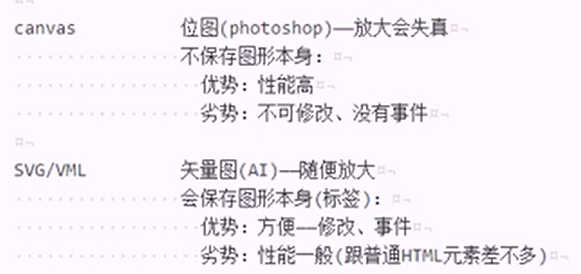 canvas 位图(photoshop)——放大会失真
不保存图形本身：
优势：性能高
劣势：不可修改、没有事件
SVG/VML 矢量图(AI)——随便放大
会保存图形本身(标签)：
优势：方便——修改、事件
劣势：性能一般(跟普通HTML元素差不多)